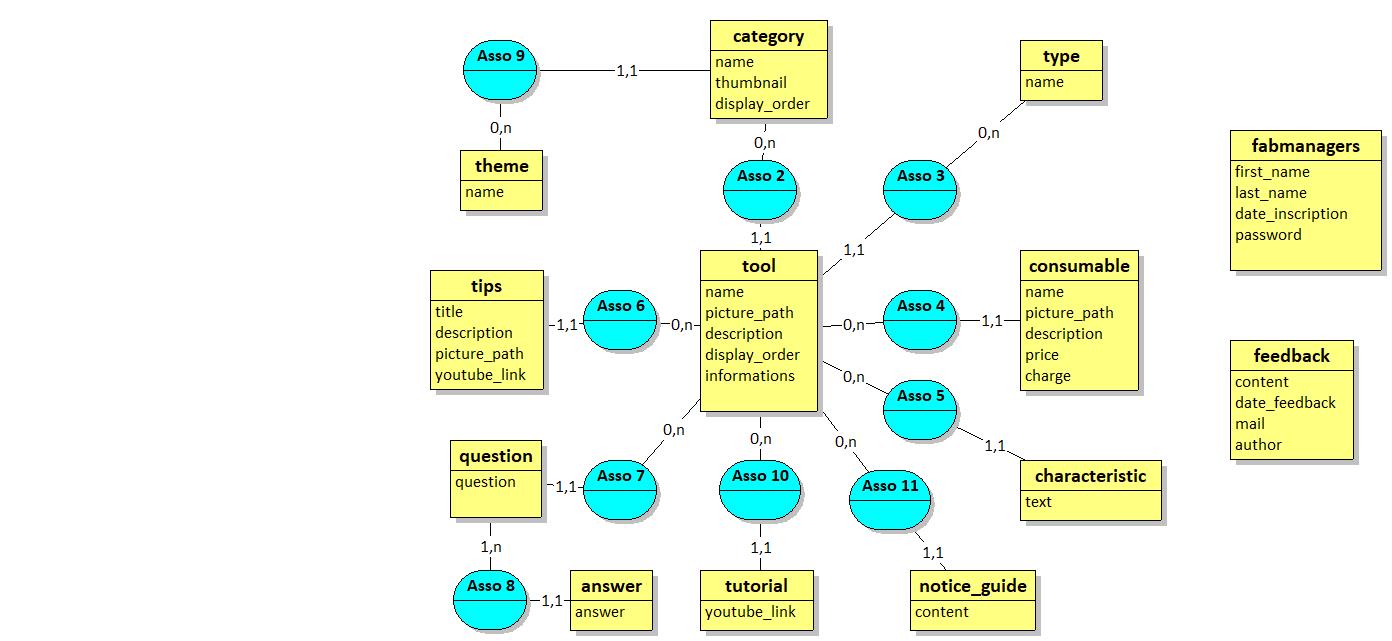 category
name
thumbnail
display_order
Asso 9
1,1
0,n
theme
name
0,n
Asso 2
1,1
type
name
0,n
Asso 3
1,1
fabmanagers
first_name
last_name
date_inscription
password
tool
name
picture_path
description
display_order
informations
tips
title
description
picture_path
youtube_link
1,1
Asso 6
0,n
0,n
Asso 4
1,1
consumable
name
picture_path
description
price
charge
feedback
content
date_feedback
mail
author
0,n
Asso 5
1,1
characteristic
text
question
question
1,1
Asso 7
0,n
0,n
Asso 10
1,1
tutorial
youtube_link
0,n
Asso 11
1,1
notice_guide
content
1,n
Asso 8
1,1
answer
answer